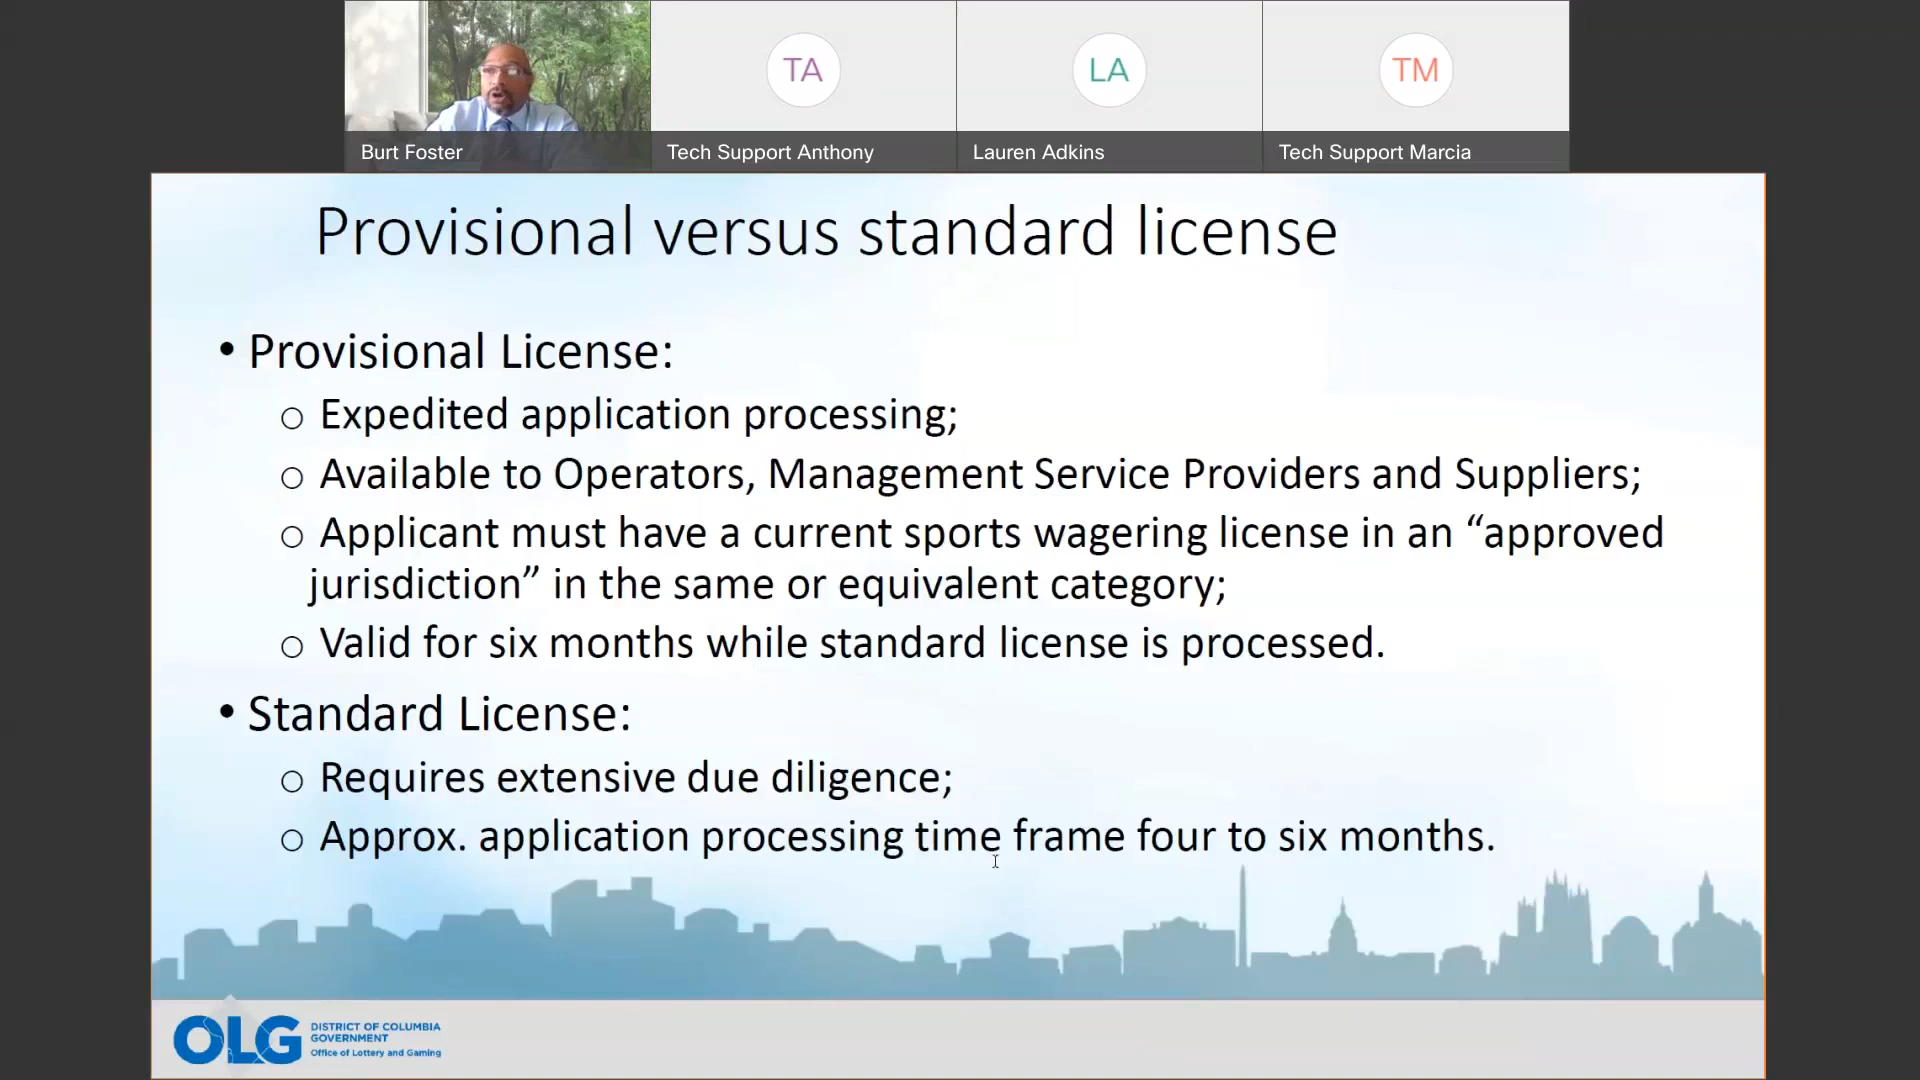 TA
LA
TM
Burt Foster
Tech Support Anthony
Lauren Adkins
Tech Support Marcia
Provisional versus standard license
• Provisional License:
o Expedited application processing;
o Available to Operators, Management Service Providers and Suppliers;
o Applicant must have a current sports wagering license in an “approved
jurisdiction” in the same or equivalent category;
o Valid for six months while standard license is processed.
• Standard License:
o Requires extensive due diligence;
o Approx. application processing time frame four to six months.
OLG
DISTRICT OF COLUMBIA
GOVERNMENT
Office of Lottery and Gaming